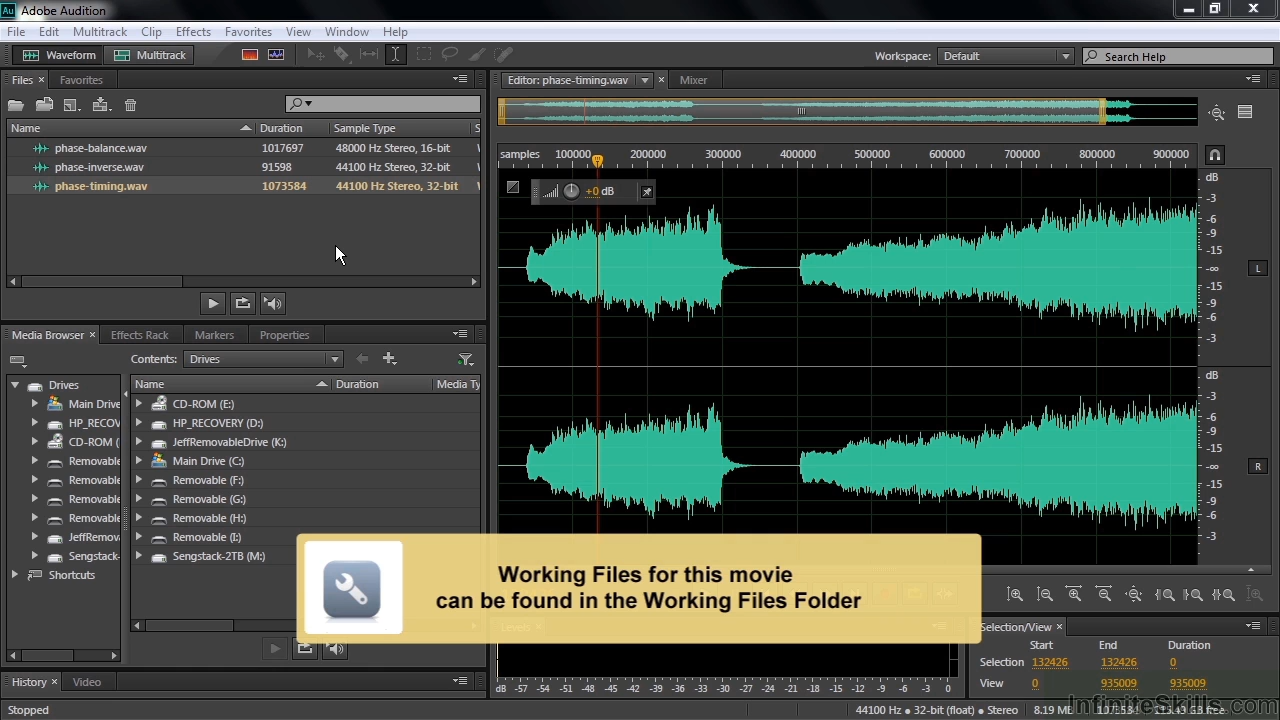 Au Adobe Audition
File Edit Multitrack Clip Effects Favorites View Window Help
Waveform Multitrack Workspace: Default Search Help
Files × Favorites
Editor: phase-timing.wav × Mixer
Name Duration Sample Type S
phase-balance.wav 1017697 48000 Hz Stereo, 16-bit
phase-inverse.wav 91598 44100 Hz Stereo, 32-bit
phase-timing.wav 1073584 44100 Hz Stereo, 32-bit
samples 100000 200000 300000 400000 500000 600000 700000 800000 900000
+0 dB
dB
-3
-6
-9
-15
-∞
-15
-9
-6
-3
L
dB
-3
-6
-9
-15
-∞
-15
-9
-6
-3
R
Media Browser × Effects Rack Markers Properties
Contents: Drives
Drives
Main Drive
HP_RECOV
CD-ROM (
Removable
Removable
Removable
Removable
JeffRemova
Sengstack-
Shortcuts
Name Duration Media Ty
CD-ROM (E:)
HP_RECOVERY (D:)
JeffRemovableDrive (K:)
Main Drive (C:)
Removable (F:)
Removable (G:)
Removable (H:)
Removable (I:)
Sengstack-2TB (M:)
Working Files for this movie
can be found in the Working Files Folder
History × Video
Levels ×
dB -57 -54 -51 -48 -45 -42 -39 -36 -33 -30 -27 -24 -21 -18 -15 -12 -9 -6 -3 0
Selection/View ×
Start End Duration
Selection 132426 132426 0
View 0 935009 935009
Stopped
44100 Hz • 32-bit (float) • Stereo 8.19 MB free
InfiniteSkills.com